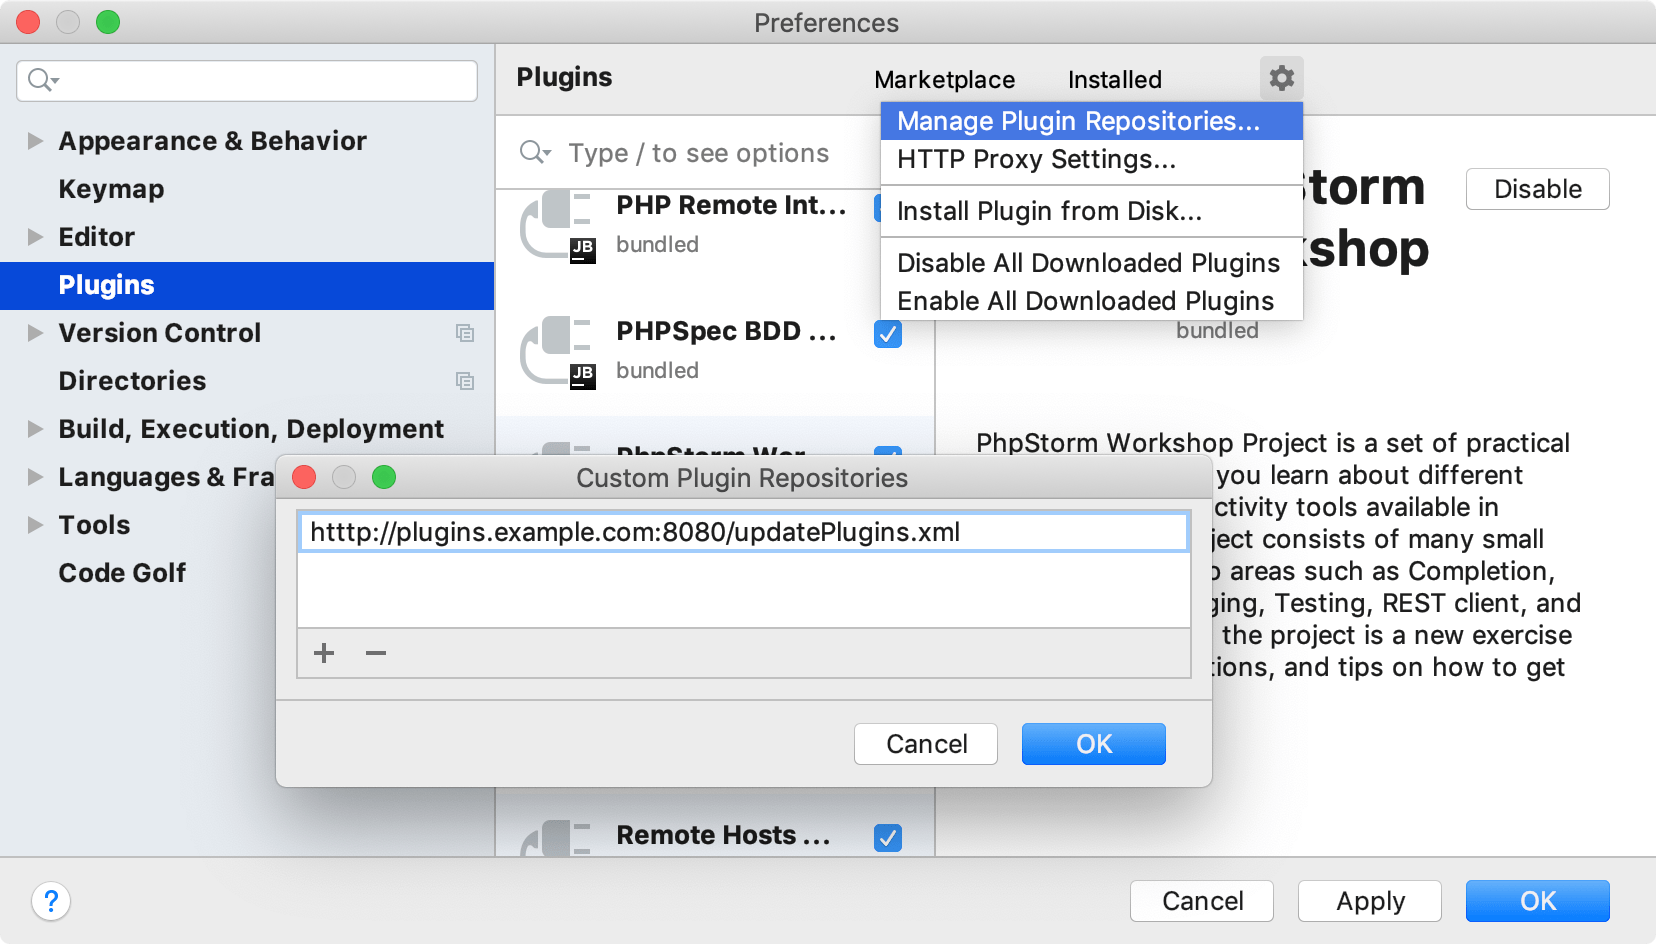 Preferences
Plugins
Marketplace
Installed
Appearance & Behavior
Keymap
Editor
Plugins
Version Control
Directories
Build, Execution, Deployment
Languages & Fra
Tools
Code Golf
Type / to see options
PHP Remote Int...
bundled
JB
PHPSpec BDD ...
bundled
JB
PhpStorm Wor
Remote Hosts ...
Manage Plugin Repositories...
HTTP Proxy Settings...
Install Plugin from Disk...
Disable All Downloaded Plugins
Enable All Downloaded Plugins
Storm
kshop
Disable
bundled
PhpStorm Workshop Project is a set of practical
you learn about different
ctivity tools available in
ject consists of many small
areas such as Completion,
ging, Testing, REST client, and
the project is a new exercise
tions, and tips on how to get
Custom Plugin Repositories
htttp://plugins.example.com:8080/updatePlugins.xml
+ −
Cancel
OK
?
Cancel
Apply
OK